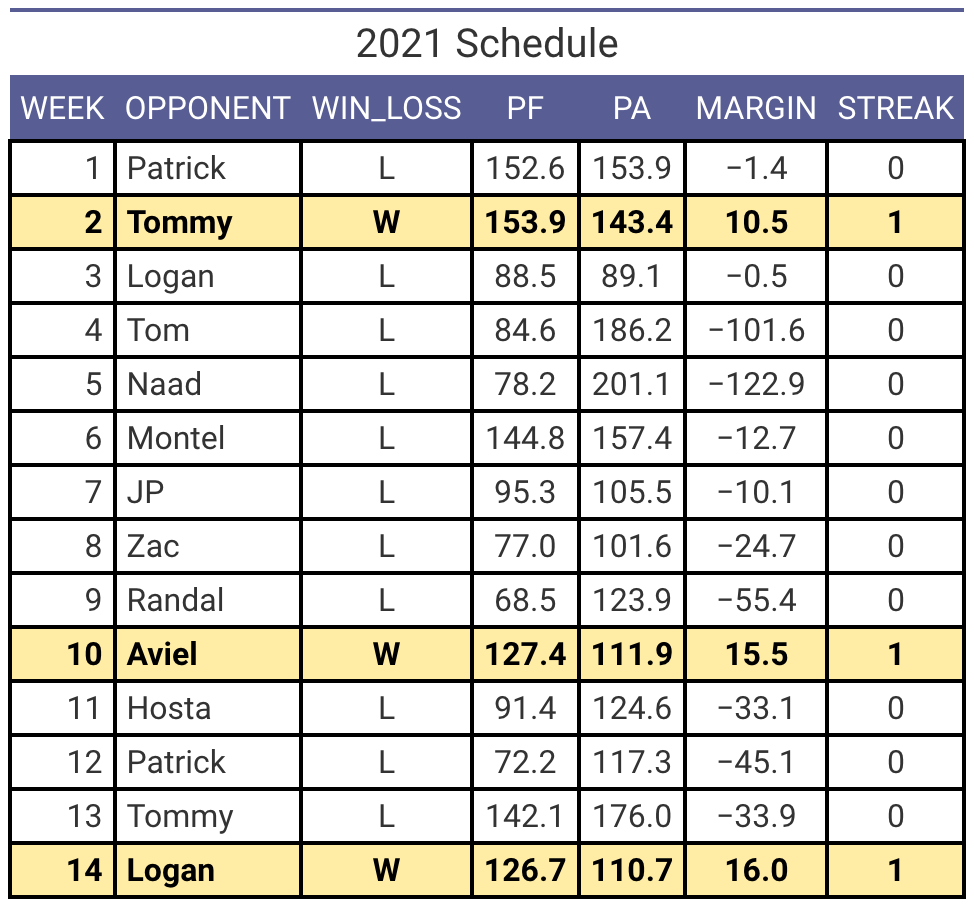 2021 Schedule
WEEK OPPONENT WIN_LOSS PF PA MARGIN STREAK
1 Patrick L 152.6 153.9 −1.4 0
2 Tommy W 153.9 143.4 10.5 1
3 Logan L 88.5 89.1 −0.5 0
4 Tom L 84.6 186.2 −101.6 0
5 Naad L 78.2 201.1 −122.9 0
6 Montel L 144.8 157.4 −12.7 0
7 JP L 95.3 105.5 −10.1 0
8 Zac L 77.0 101.6 −24.7 0
9 Randal L 68.5 123.9 −55.4 0
10 Aviel W 127.4 111.9 15.5 1
11 Hosta L 91.4 124.6 −33.1 0
12 Patrick L 72.2 117.3 −45.1 0
13 Tommy L 142.1 176.0 −33.9 0
14 Logan W 126.7 110.7 16.0 1